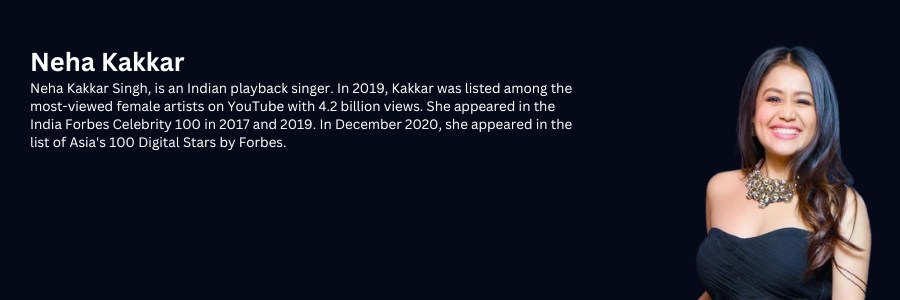 Neha Kakkar
Neha Kakkar Singh, is an Indian playback singer. In 2019, Kakkar was listed among the
most-viewed female artists on YouTube with 4.2 billion views. She appeared in the
India Forbes Celebrity 100 in 2017 and 2019. In December 2020, she appeared in the
list of Asia's 100 Digital Stars by Forbes.